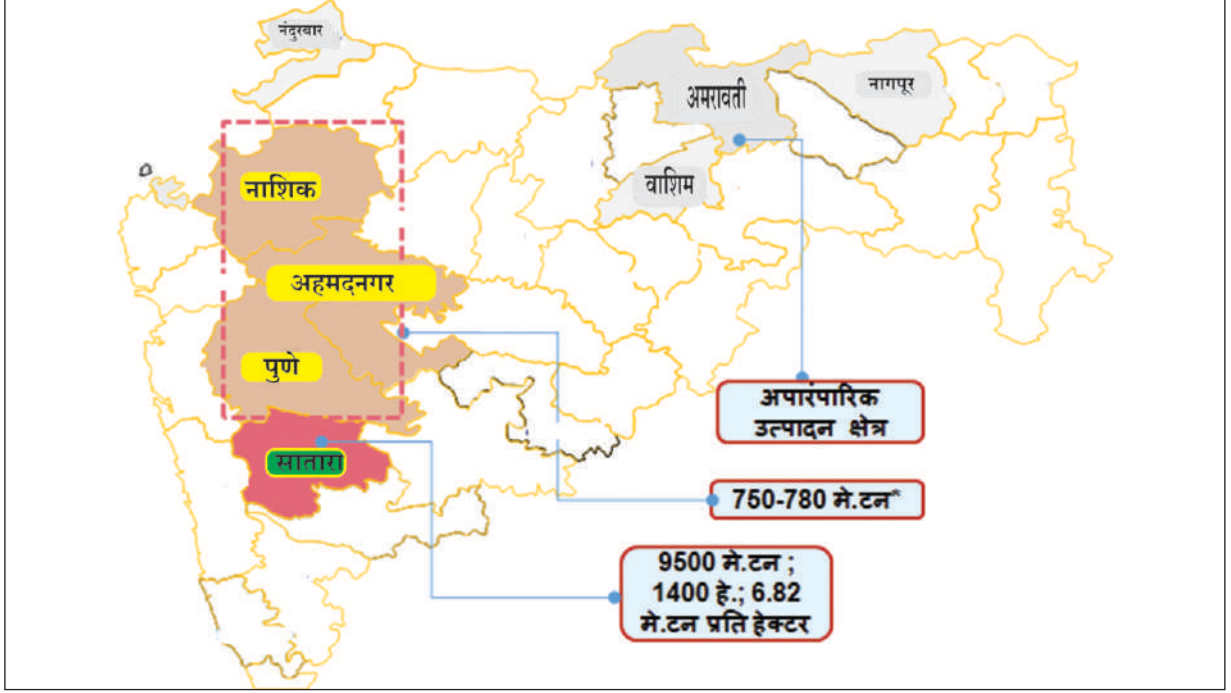 नंदुरबार
अमरावती
नागपूर
वाशिम
नाशिक
अहमदनगर
पुणे
सातारा
अपारंपारिक
उत्पादन क्षेत्र
750-780 मे.टन*
9500 मे.टन ;
1400 हे.; 6.82
मे.टन प्रति हेक्टर